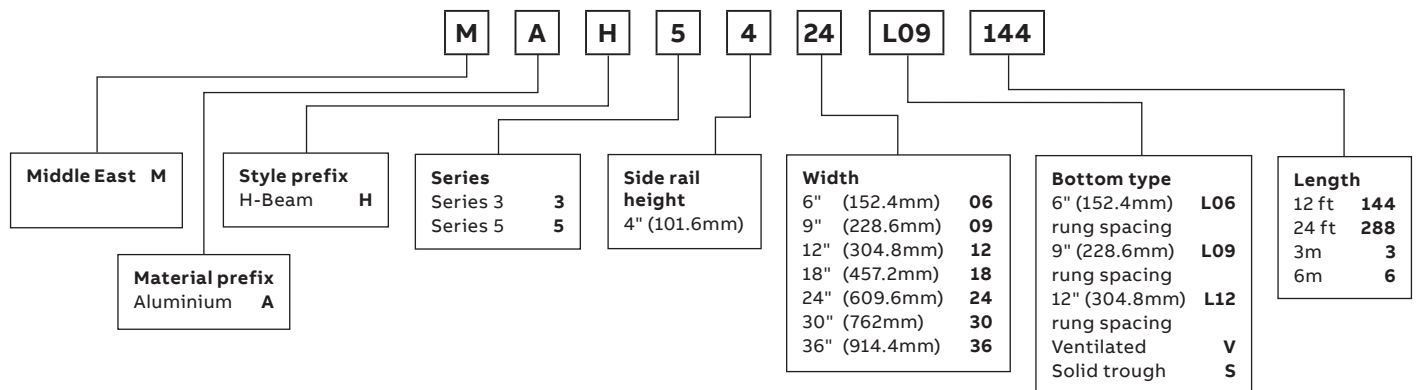 M A H 5 4 24 L09 144
Middle East M
Material prefix
Aluminium A
Style prefix
H-Beam H
Series
Series 3 3
Series 5 5
Side rail
height
4" (101.6mm)
Width
6" (152.4mm) 06
9" (228.6mm) 09
12" (304.8mm) 12
18" (457.2mm) 18
24" (609.6mm) 24
30" (762mm) 30
36" (914.4mm) 36
Bottom type
6" (152.4mm) L06
rung spacing
9" (228.6mm) L09
rung spacing
12" (304.8mm) L12
rung spacing
Ventilated V
Solid trough S
Length
12 ft 144
24 ft 288
3m 3
6m 6